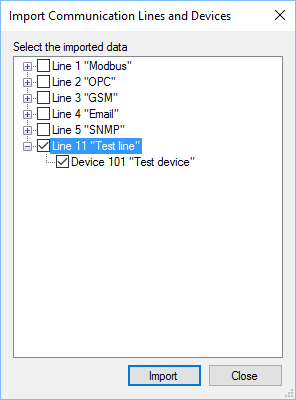 Import Communication Lines and Devices
Select the imported data
Line 1 "Modbus"
Line 2 "OPC"
Line 3 "GSM"
Line 4 "Email"
Line 5 "SNMP"
Line 11 "Test line"
Device 101 "Test device"
Import
Close